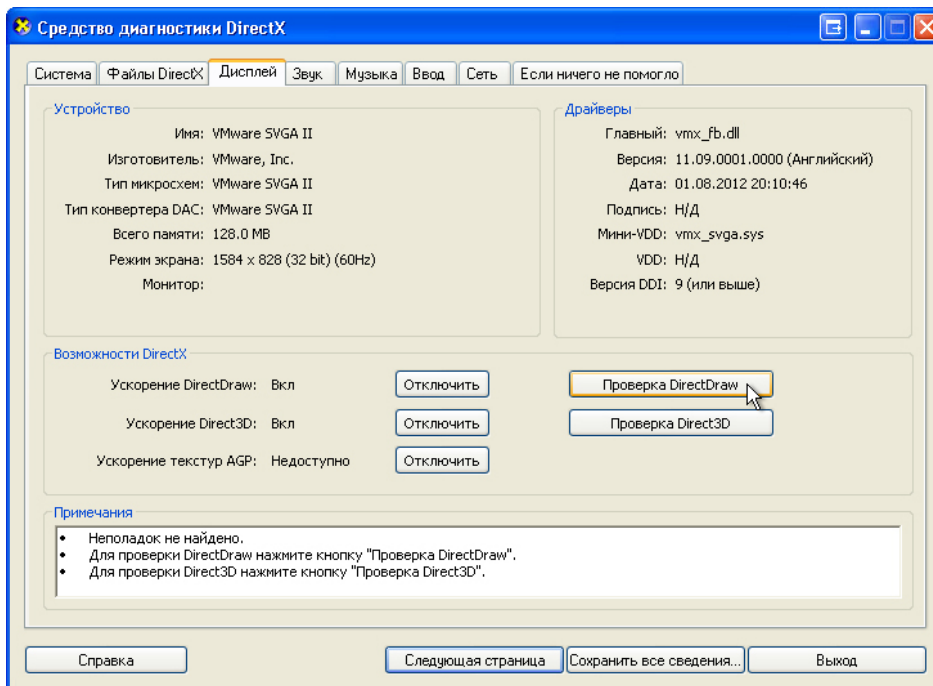 Средство диагностики DirectX
Система Файлы DirectX Дисплей Звук Музыка Ввод Сеть Если ничего не помогло
Устройство
Имя: VMware SVGA II
Изготовитель: VMware, Inc.
Тип микросхем: VMware SVGA II
Тип конвертера DAC: VMware SVGA II
Всего памяти: 128.0 MB
Режим экрана: 1584 x 828 (32 bit) (60Hz)
Монитор:
Драйверы
Главный: vmx_fb.dll
Версия: 11.09.0001.0000 (Английский)
Дата: 01.08.2012 20:10:46
Подпись: Н/Д
Мини-VDD: vmx_svga.sys
VDD: Н/Д
Версия DDI: 9 (или выше)
Возможности DirectX
Ускорение DirectDraw: Вкл Отключить Проверка DirectDraw
Ускорение Direct3D: Вкл Отключить Проверка Direct3D
Ускорение текстур AGP: Недоступно Отключить
Примечания
• Неполадок не найдено.
• Для проверки DirectDraw нажмите кнопку "Проверка DirectDraw".
• Для проверки Direct3D нажмите кнопку "Проверка Direct3D".
Справка Следующая страница Сохранить все сведения... Выход